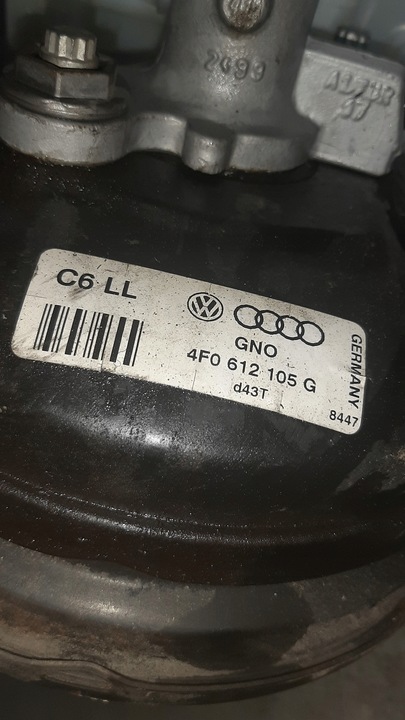 2499
C6 LL
GNO
4F0 612 105 G
d43T
GERMANY
8447